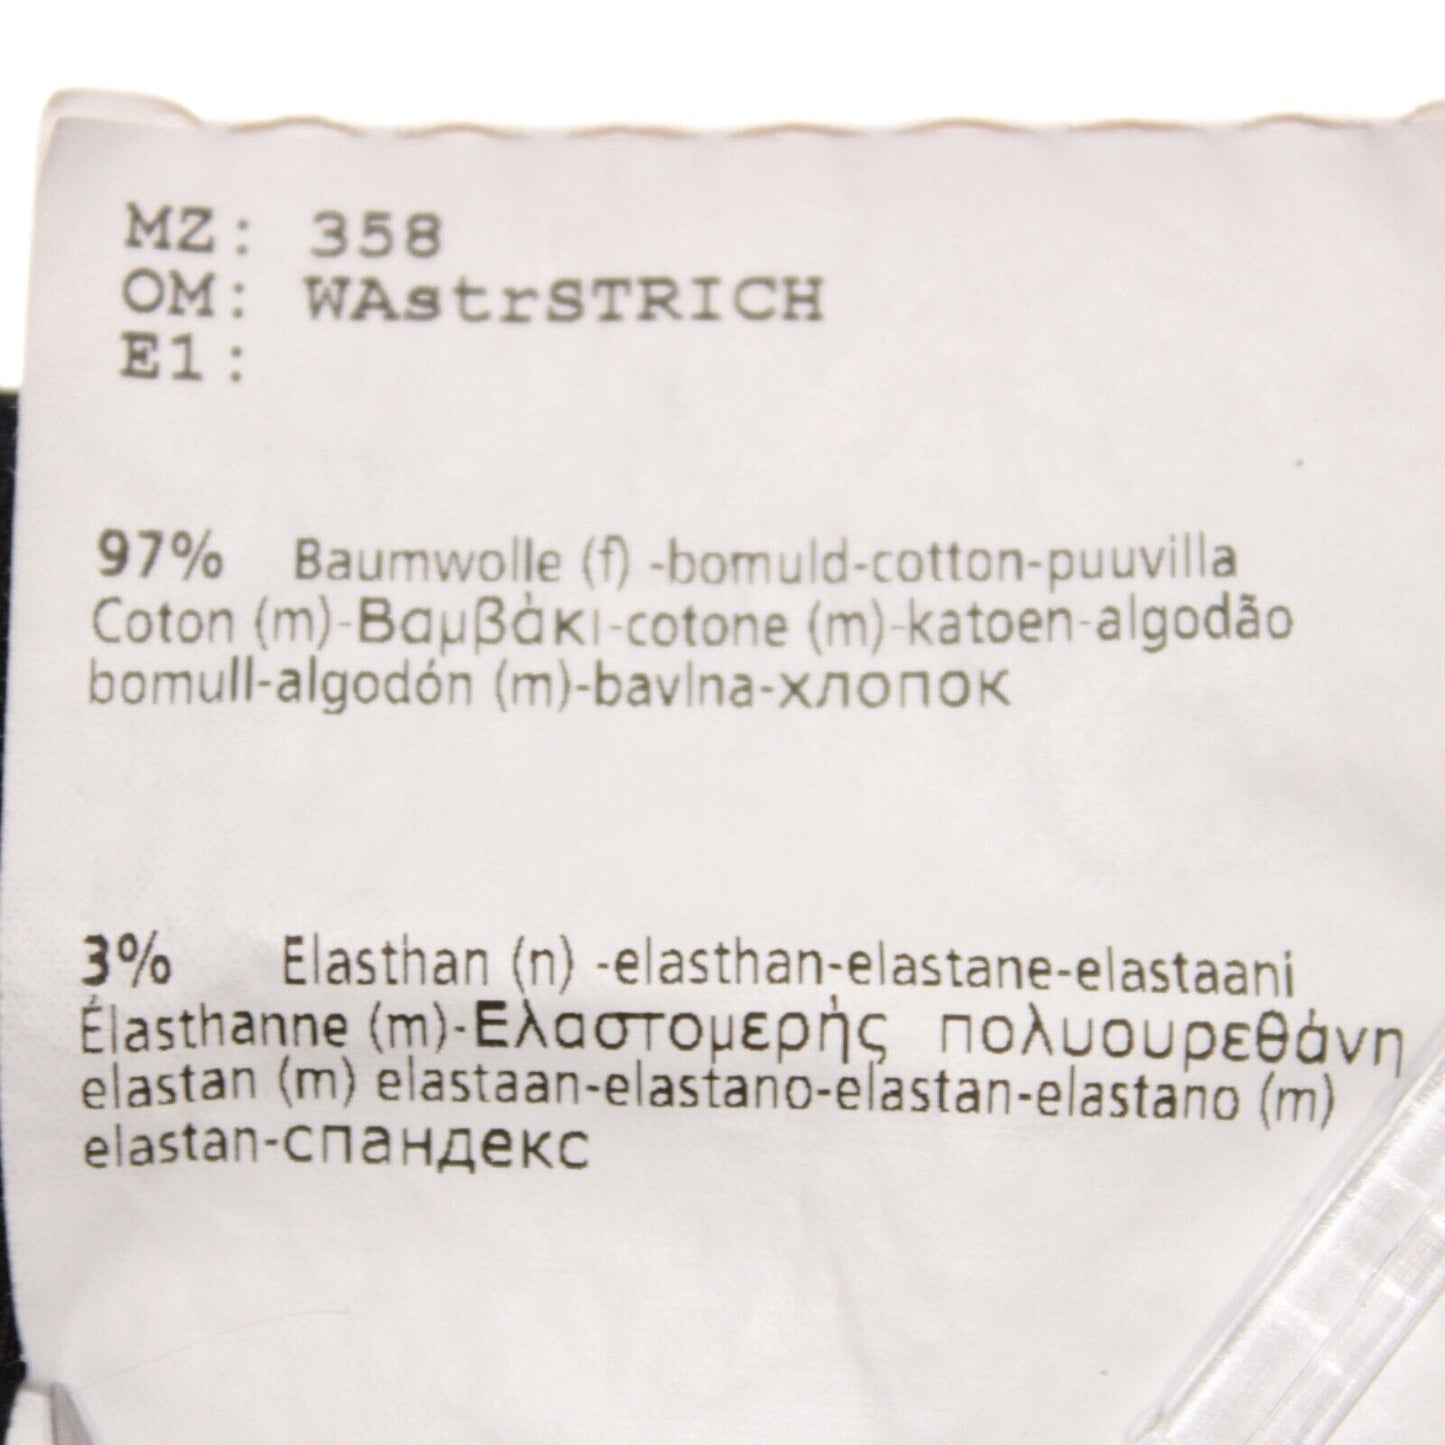 MZ: 358
OM: WAstrSTRICH
E1:
97% Baumwolle (f) -bomuld-cotton-puuvilla
Coton (m)-Βαμβάκι-cotone (m)-katoen-algodão
bomull-algodón (m)-bavlna-хлопок
3% Elasthan (n) -elasthan-elastane-elastaani
Élasthanne (m)-Ελαστομερής πολυουρεθάνη
elastan (m) elastaan-elastano-elastan-elastano (m)
elastan-спандекс